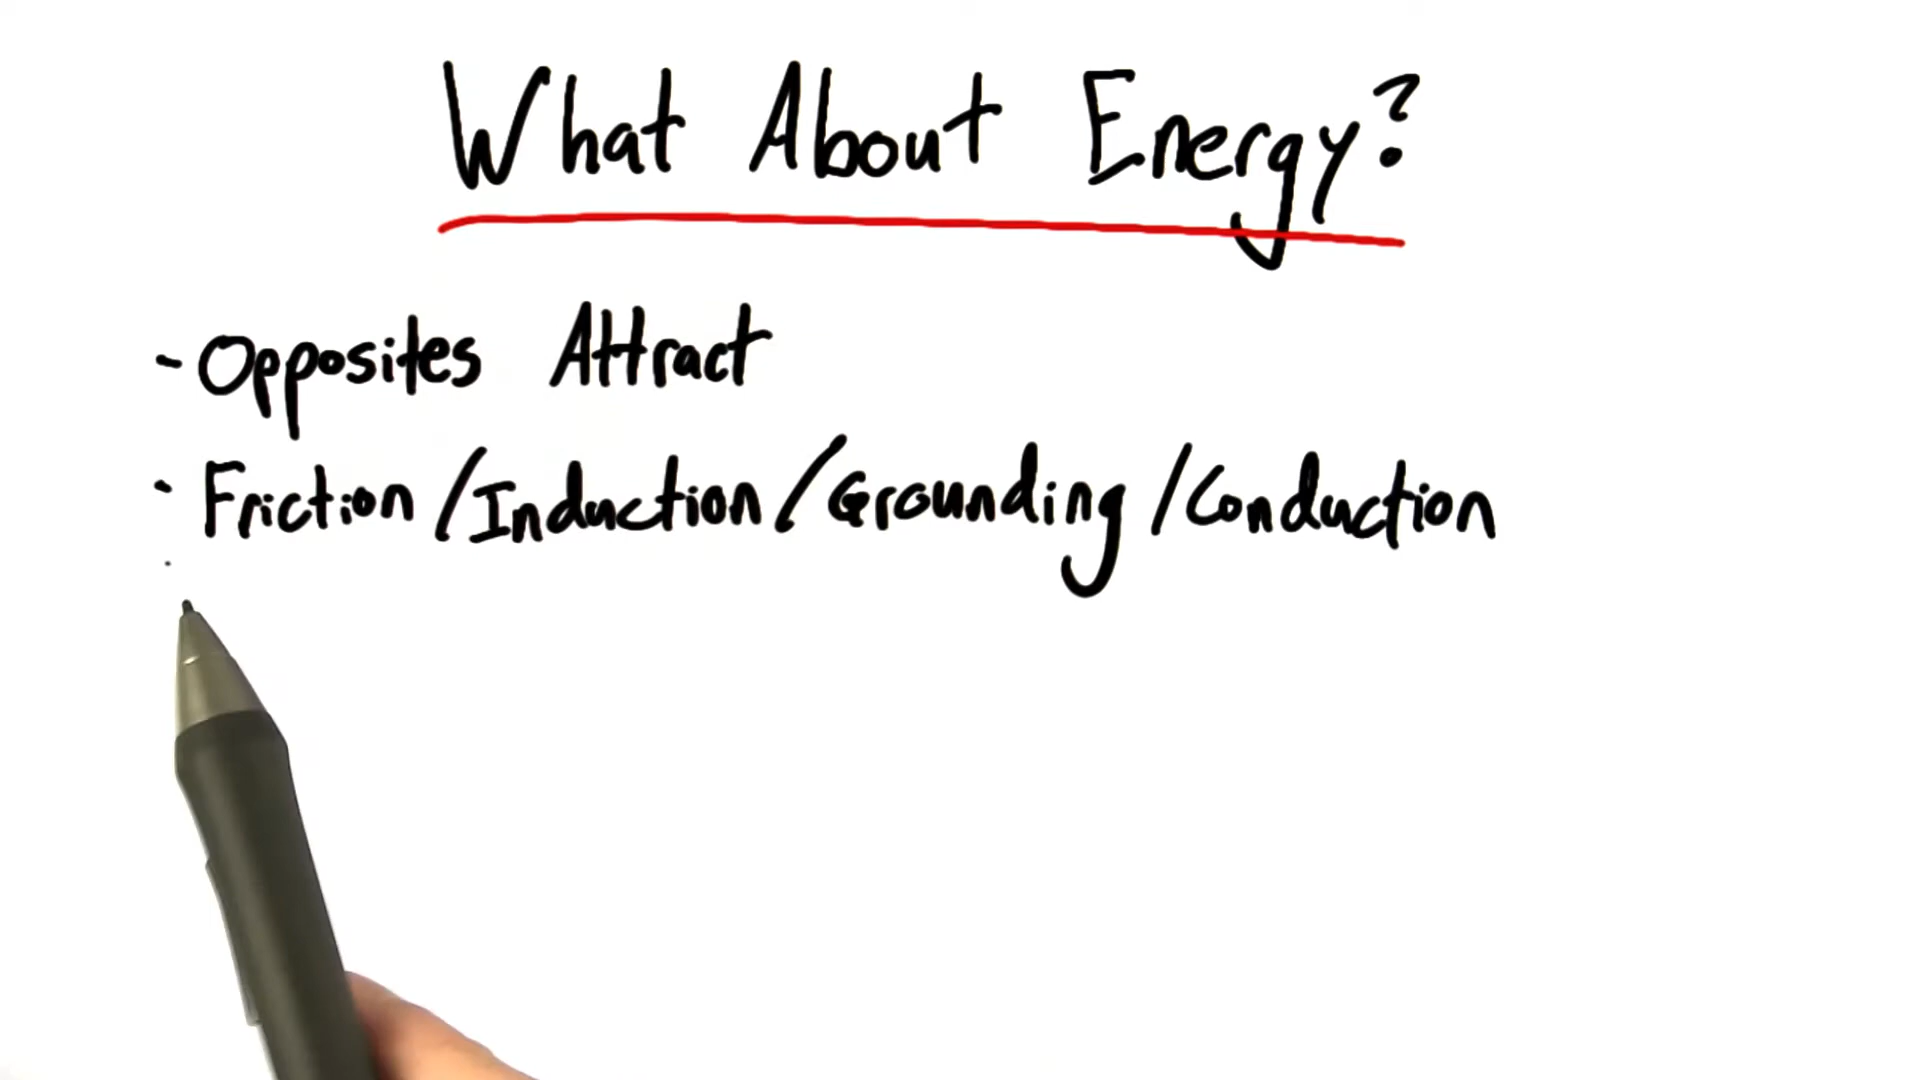 What About Energy?
- Opposites Attract
· Friction/Induction/Grounding/Conduction